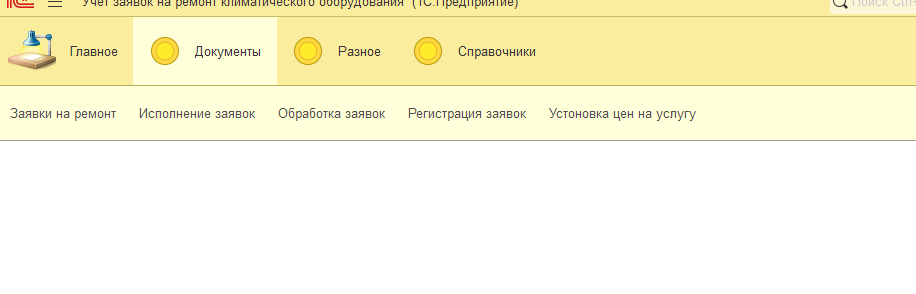 Учет заявок на ремонт климатического оборудования (1С:Предприятие)
Поиск Ctrl+
Главное
Документы
Разное
Справочники
Заявки на ремонт
Исполнение заявок
Обработка заявок
Регистрация заявок
Устоновка цен на услугу